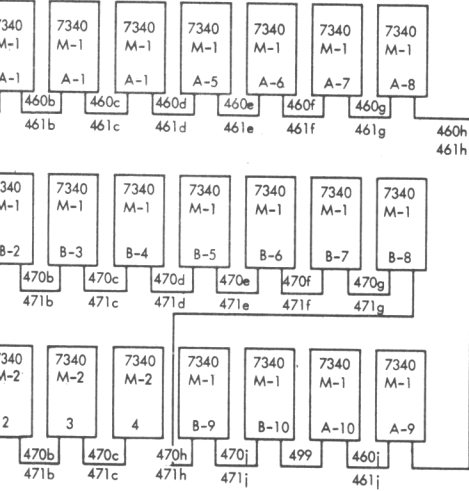 7340 7340 7340 7340 7340 7340 7340
M-1 M-1 M-1 M-1 M-1 M-1 M-1
A-1 A-1 A-1 A-5 A-6 A-7 A-8
460b 460c 460d 460e 460f 460g
461b 461c 461d 461e 461f 461g 460h
461h
340 7340 7340 7340 7340 7340 7340
M-1 M-1 M-1 M-1 M-1 M-1 M-1
B-2 B-3 B-4 B-5 B-6 B-7 B-8
470b 470c 470d 470e 470f 470g
471b 471c 471d 471e 471f 471g
340 7340 7340 7340 7340 7340 7340
M-2 M-2 M-2 M-1 M-1 M-1 M-1
2 3 4 B-9 B-10 A-10 A-9
470b 470c 470h 470j 499 460j
471b 471c 471h 471j 461j